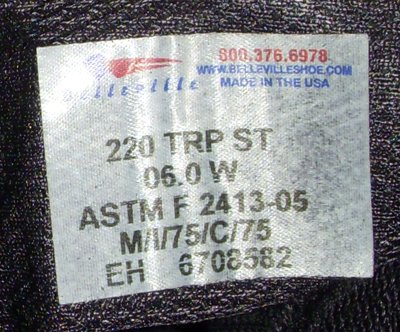 Belleville
800.376.6978
WWW.BELLEVILLESHOE.COM
MADE IN THE USA
220 TRP ST
06.0 W
ASTM F 2413-05
M/I/75/C/75
EH 6708582